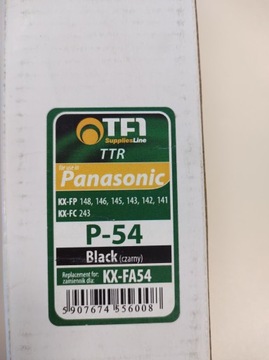 TF1
SuppliesLine
TTR
for use in
Panasonic
KX-FP 148, 146, 145, 143, 142, 141
KX-FC 243
P-54
Black (czarny)
Replacement for:
zamiennik dla:
KX-FA54
5 907674 556008